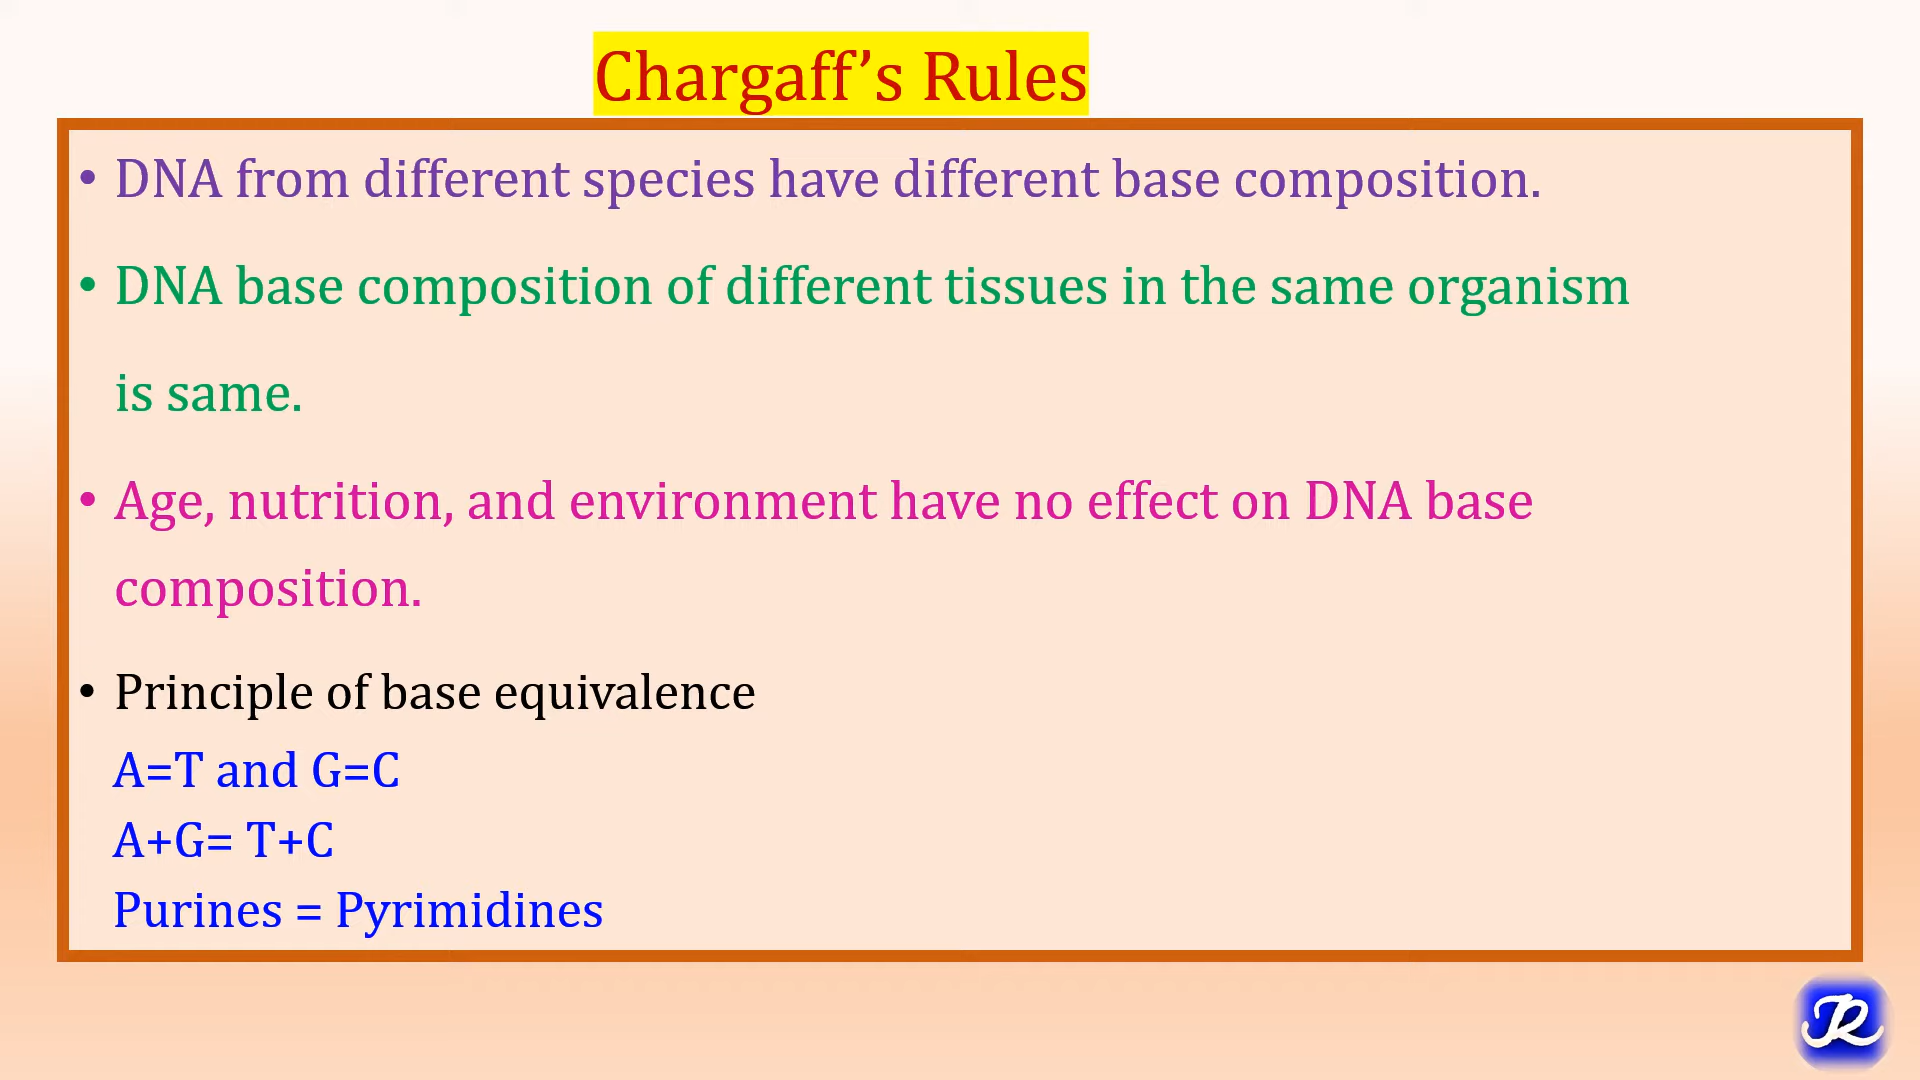 Chargaff’s Rules
• DNA from different species have different base composition.
• DNA base composition of different tissues in the same organism
is same.
• Age, nutrition, and environment have no effect on DNA base
composition.
• Principle of base equivalence
A=T and G=C
A+G= T+C
Purines = Pyrimidines
JR